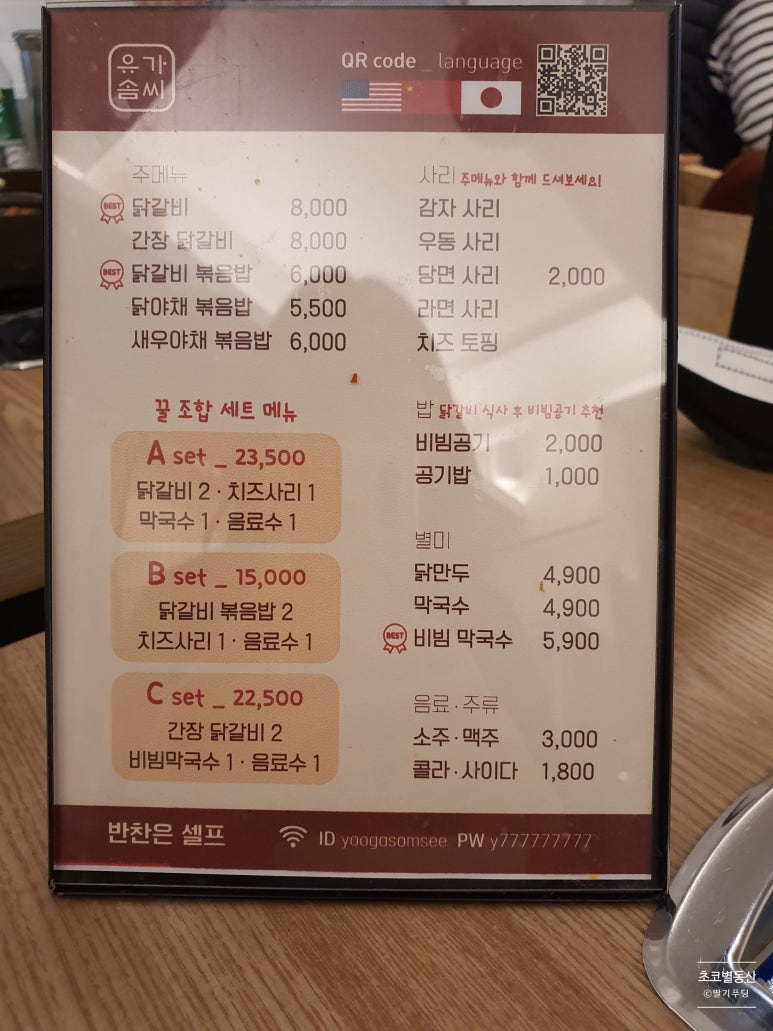 유가
솜씨
QR code _ language
주메뉴
BEST 닭갈비 8,000
간장 닭갈비 8,000
BEST 닭갈비 볶음밥 6,000
닭야채 볶음밥 5,500
새우야채 볶음밥 6,000
꿀 조합 세트 메뉴
A set _ 23,500
닭갈비 2 · 치즈사리 1
막국수 1 · 음료수 1
B set _ 15,000
닭갈비 볶음밥 2
치즈사리 1 · 음료수 1
C set _ 22,500
간장 닭갈비 2
비빔막국수 1 · 음료수 1
사리 주메뉴와 함께 드셔보세요!
감자 사리
우동 사리
당면 사리 2,000
라면 사리
치즈 토핑
밥 닭갈비 식사 후 비빔공기 추천
비빔공기 2,000
공기밥 1,000
별미
닭만두 4,900
막국수 4,900
BEST 비빔 막국수 5,900
음료 · 주류
소주 · 맥주 3,000
콜라 · 사이다 1,800
반찬은 셀프
ID yoogasomsee PW y777777777
초코별동산
©딸기푸딩